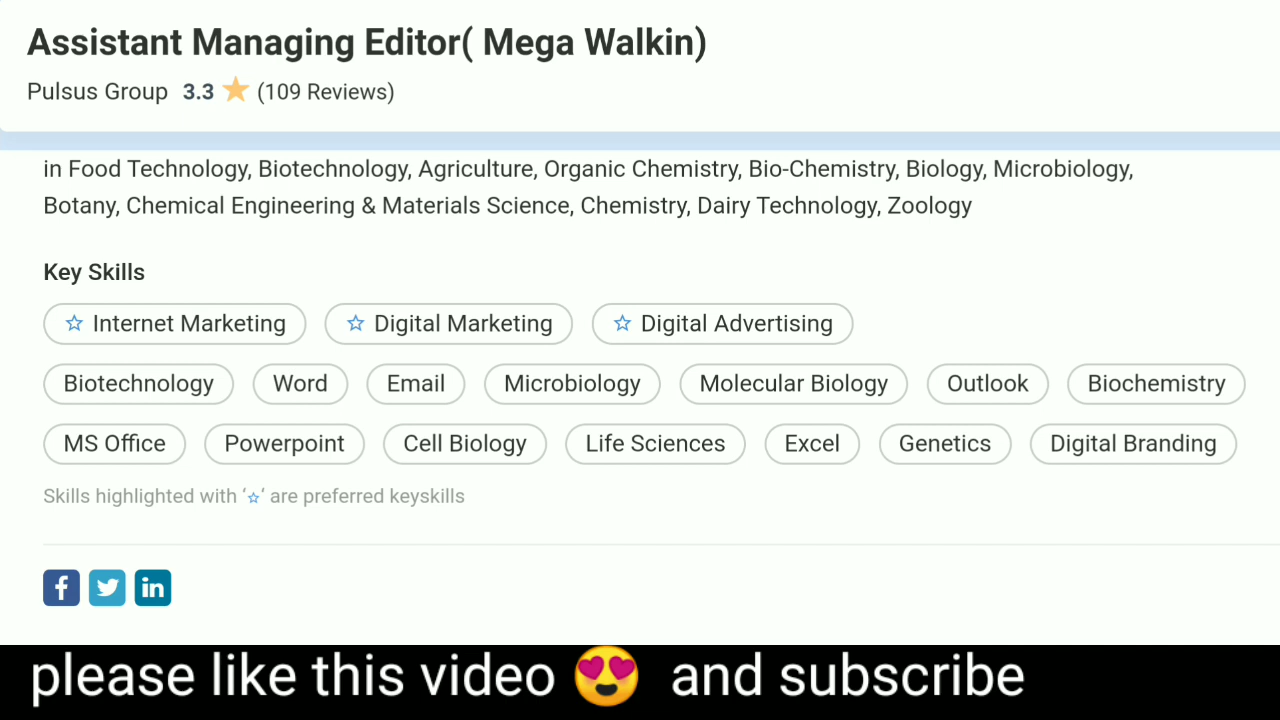 Assistant Managing Editor( Mega Walkin)
Pulsus Group 3.3 ⭐ (109 Reviews)
in Food Technology, Biotechnology, Agriculture, Organic Chemistry, Bio-Chemistry, Biology, Microbiology,
Botany, Chemical Engineering & Materials Science, Chemistry, Dairy Technology, Zoology
Key Skills
☆ Internet Marketing ☆ Digital Marketing ☆ Digital Advertising
Biotechnology Word Email Microbiology Molecular Biology Outlook Biochemistry
MS Office Powerpoint Cell Biology Life Sciences Excel Genetics Digital Branding
Skills highlighted with ‘☆‘ are preferred keyskills
f in
please like this video 😍 and subscribe